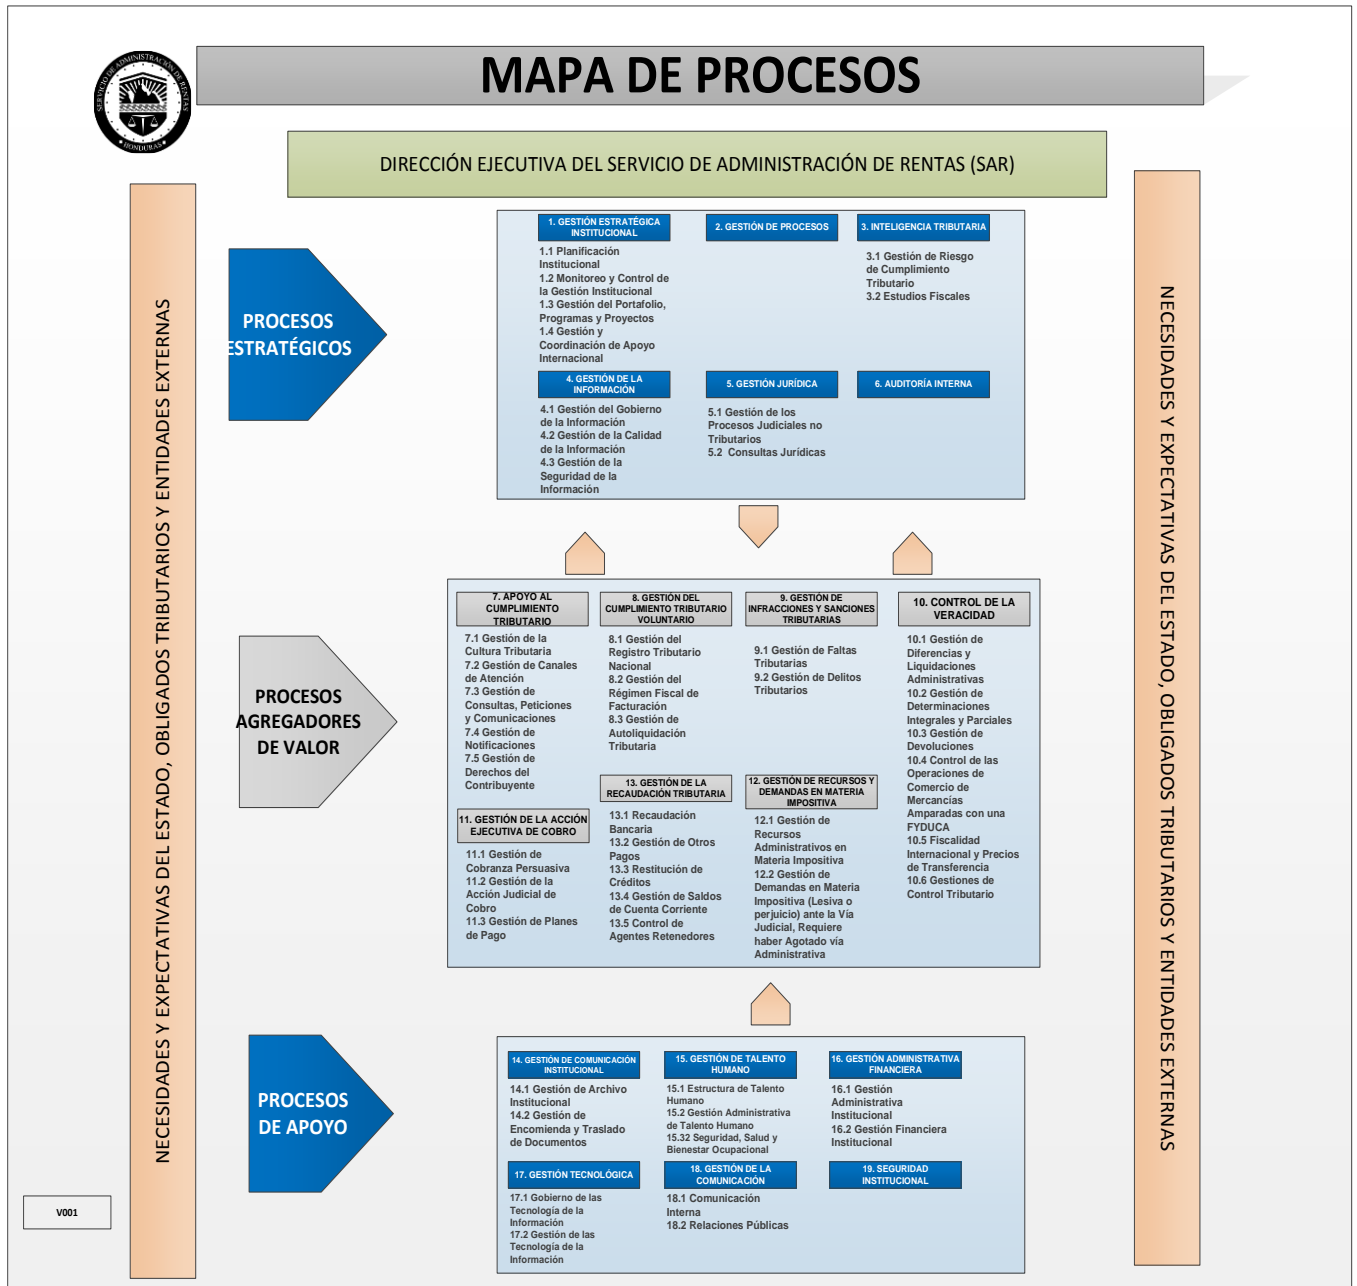 MAPA DE PROCESOS
SERVICIO DE ADMINISTRACIÓN DE RENTAS
HONDURAS
DIRECCIÓN EJECUTIVA DEL SERVICIO DE ADMINISTRACIÓN DE RENTAS (SAR)
NECESIDADES Y EXPECTATIVAS DEL ESTADO, OBLIGADOS TRIBUTARIOS Y ENTIDADES EXTERNAS
PROCESOS
ESTRATÉGICOS
1. GESTIÓN ESTRATÉGICA
INSTITUCIONAL
1.1 Planificación
Institucional
1.2 Monitoreo y Control de
la Gestión Institucional
1.3 Gestión del Portafolio,
Programas y Proyectos
1.4 Gestión y
Coordinación de Apoyo
Internacional
2. GESTIÓN DE PROCESOS
3. INTELIGENCIA TRIBUTARIA
3.1 Gestión de Riesgo
de Cumplimiento
Tributario
3.2 Estudios Fiscales
4. GESTIÓN DE LA
INFORMACIÓN
4.1 Gestión del Gobierno
de la Información
4.2 Gestión de la Calidad
de la Información
4.3 Gestión de la
Seguridad de la
Información
5. GESTIÓN JURÍDICA
5.1 Gestión de los
Procesos Judiciales no
Tributarios
5.2 Consultas Jurídicas
6. AUDITORÍA INTERNA
PROCESOS
AGREGADORES
DE VALOR
7. APOYO AL
CUMPLIMIENTO
TRIBUTARIO
7.1 Gestión de la
Cultura Tributaria
7.2 Gestión de Canales
de Atención
7.3 Gestión de
Consultas, Peticiones
y Comunicaciones
7.4 Gestión de
Notificaciones
7.5 Gestión de
Derechos del
Contribuyente
8. GESTIÓN DEL
CUMPLIMIENTO TRIBUTARIO
VOLUNTARIO
8.1 Gestión del
Registro Tributario
Nacional
8.2 Gestión del
Régimen Fiscal de
Facturación
8.3 Gestión de
Autoliquidación
Tributaria
9. GESTIÓN DE
INFRACCIONES Y SANCIONES
TRIBUTARIAS
9.1 Gestión de Faltas
Tributarias
9.2 Gestión de Delitos
Tributarios
10. CONTROL DE LA
VERACIDAD
10.1 Gestión de
Diferencias y
Liquidaciones
Administrativas
10.2 Gestión de
Determinaciones
Integrales y Parciales
10.3 Gestión de
Devoluciones
10.4 Control de las
Operaciones de
Comercio de
Mercancías
Amparadas con una
FYDUCA
10.5 Fiscalidad
Internacional y Precios
de Transferencia
10.6 Gestiones de
Control Tributario
11. GESTIÓN DE LA ACCIÓN
EJECUTIVA DE COBRO
11.1 Gestión de
Cobranza Persuasiva
11.2 Gestión de la
Acción Judicial de
Cobro
11.3 Gestión de Planes
de Pago
13. GESTIÓN DE LA
RECAUDACIÓN TRIBUTARIA
13.1 Recaudación
Bancaria
13.2 Gestión de Otros
Pagos
13.3 Restitución de
Créditos
13.4 Gestión de Saldos
de Cuenta Corriente
13.5 Control de
Agentes Retenedores
12. GESTIÓN DE RECURSOS Y
DEMANDAS EN MATERIA
IMPOSITIVA
12.1 Gestión de
Recursos
Administrativos en
Materia Impositiva
12.2 Gestión de
Demandas en Materia
Impositiva (Lesiva o
perjuicio) ante la Vía
Judicial, Requiere
haber Agotado vía
Administrativa
PROCESOS
DE APOYO
14. GESTIÓN DE COMUNICACIÓN
INSTITUCIONAL
14.1 Gestión de Archivo
Institucional
14.2 Gestión de
Encomienda y Traslado
de Documentos
15. GESTIÓN DE TALENTO
HUMANO
15.1 Estructura de Talento
Humano
15.2 Gestión Administrativa
de Talento Humano
15.32 Seguridad, Salud y
Bienestar Ocupacional
16. GESTIÓN ADMINISTRATIVA
FINANCIERA
16.1 Gestión
Administrativa
Institucional
16.2 Gestión Financiera
Institucional
17. GESTIÓN TECNOLÓGICA
17.1 Gobierno de las
Tecnología de la
Información
17.2 Gestión de las
Tecnología de la
Información
18. GESTIÓN DE LA
COMUNICACIÓN
18.1 Comunicación
Interna
18.2 Relaciones Públicas
19. SEGURIDAD
INSTITUCIONAL
NECESIDADES Y EXPECTATIVAS DEL ESTADO, OBLIGADOS TRIBUTARIOS Y ENTIDADES EXTERNAS
V001